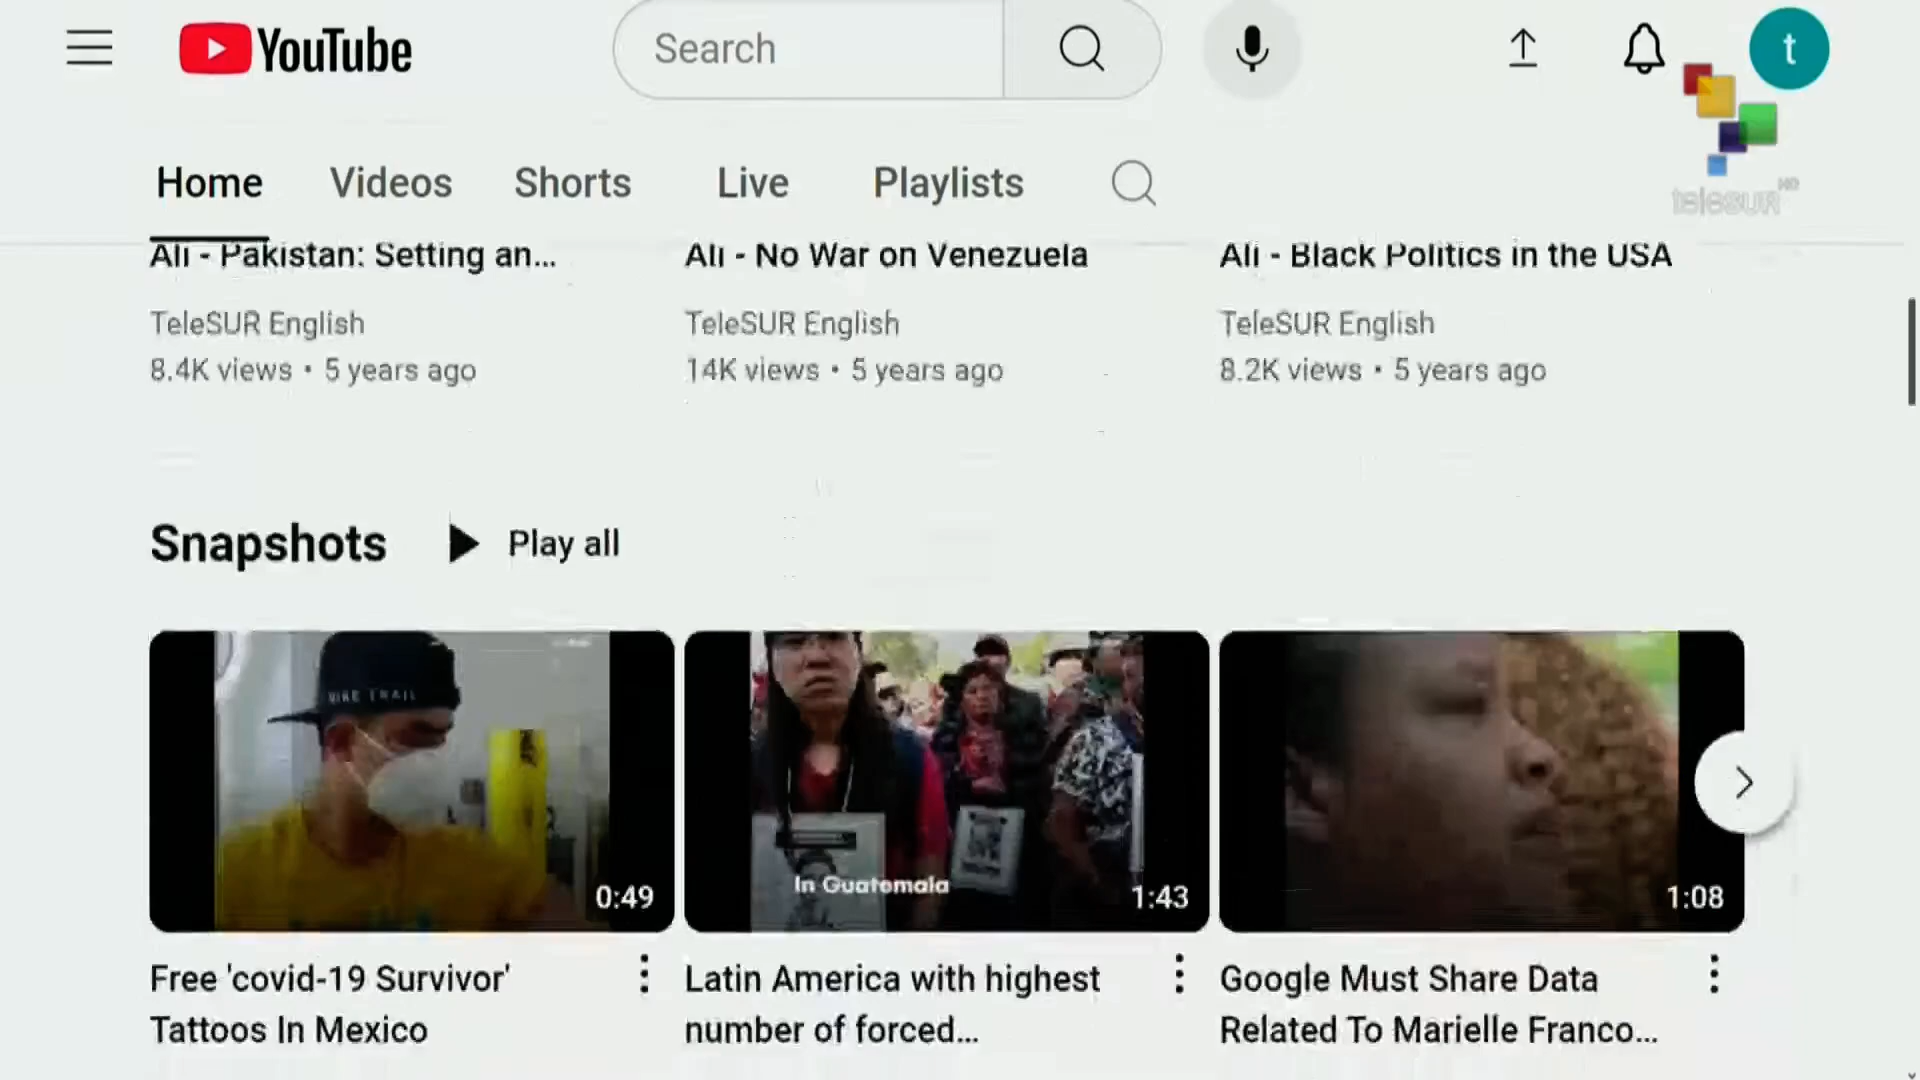 YouTube
Search
t
teleSUR HD
Home Videos Shorts Live Playlists
Ali - Pakistan: Setting an...
TeleSUR English
8.4K views • 5 years ago
Ali - No War on Venezuela
TeleSUR English
14K views • 5 years ago
Ali - Black Politics in the USA
TeleSUR English
8.2K views • 5 years ago
Snapshots
Play all
0:49
In Guatemala
1:43
1:08
Free 'covid-19 Survivor'
Tattoos In Mexico
Latin America with highest
number of forced...
Google Must Share Data
Related To Marielle Franco...